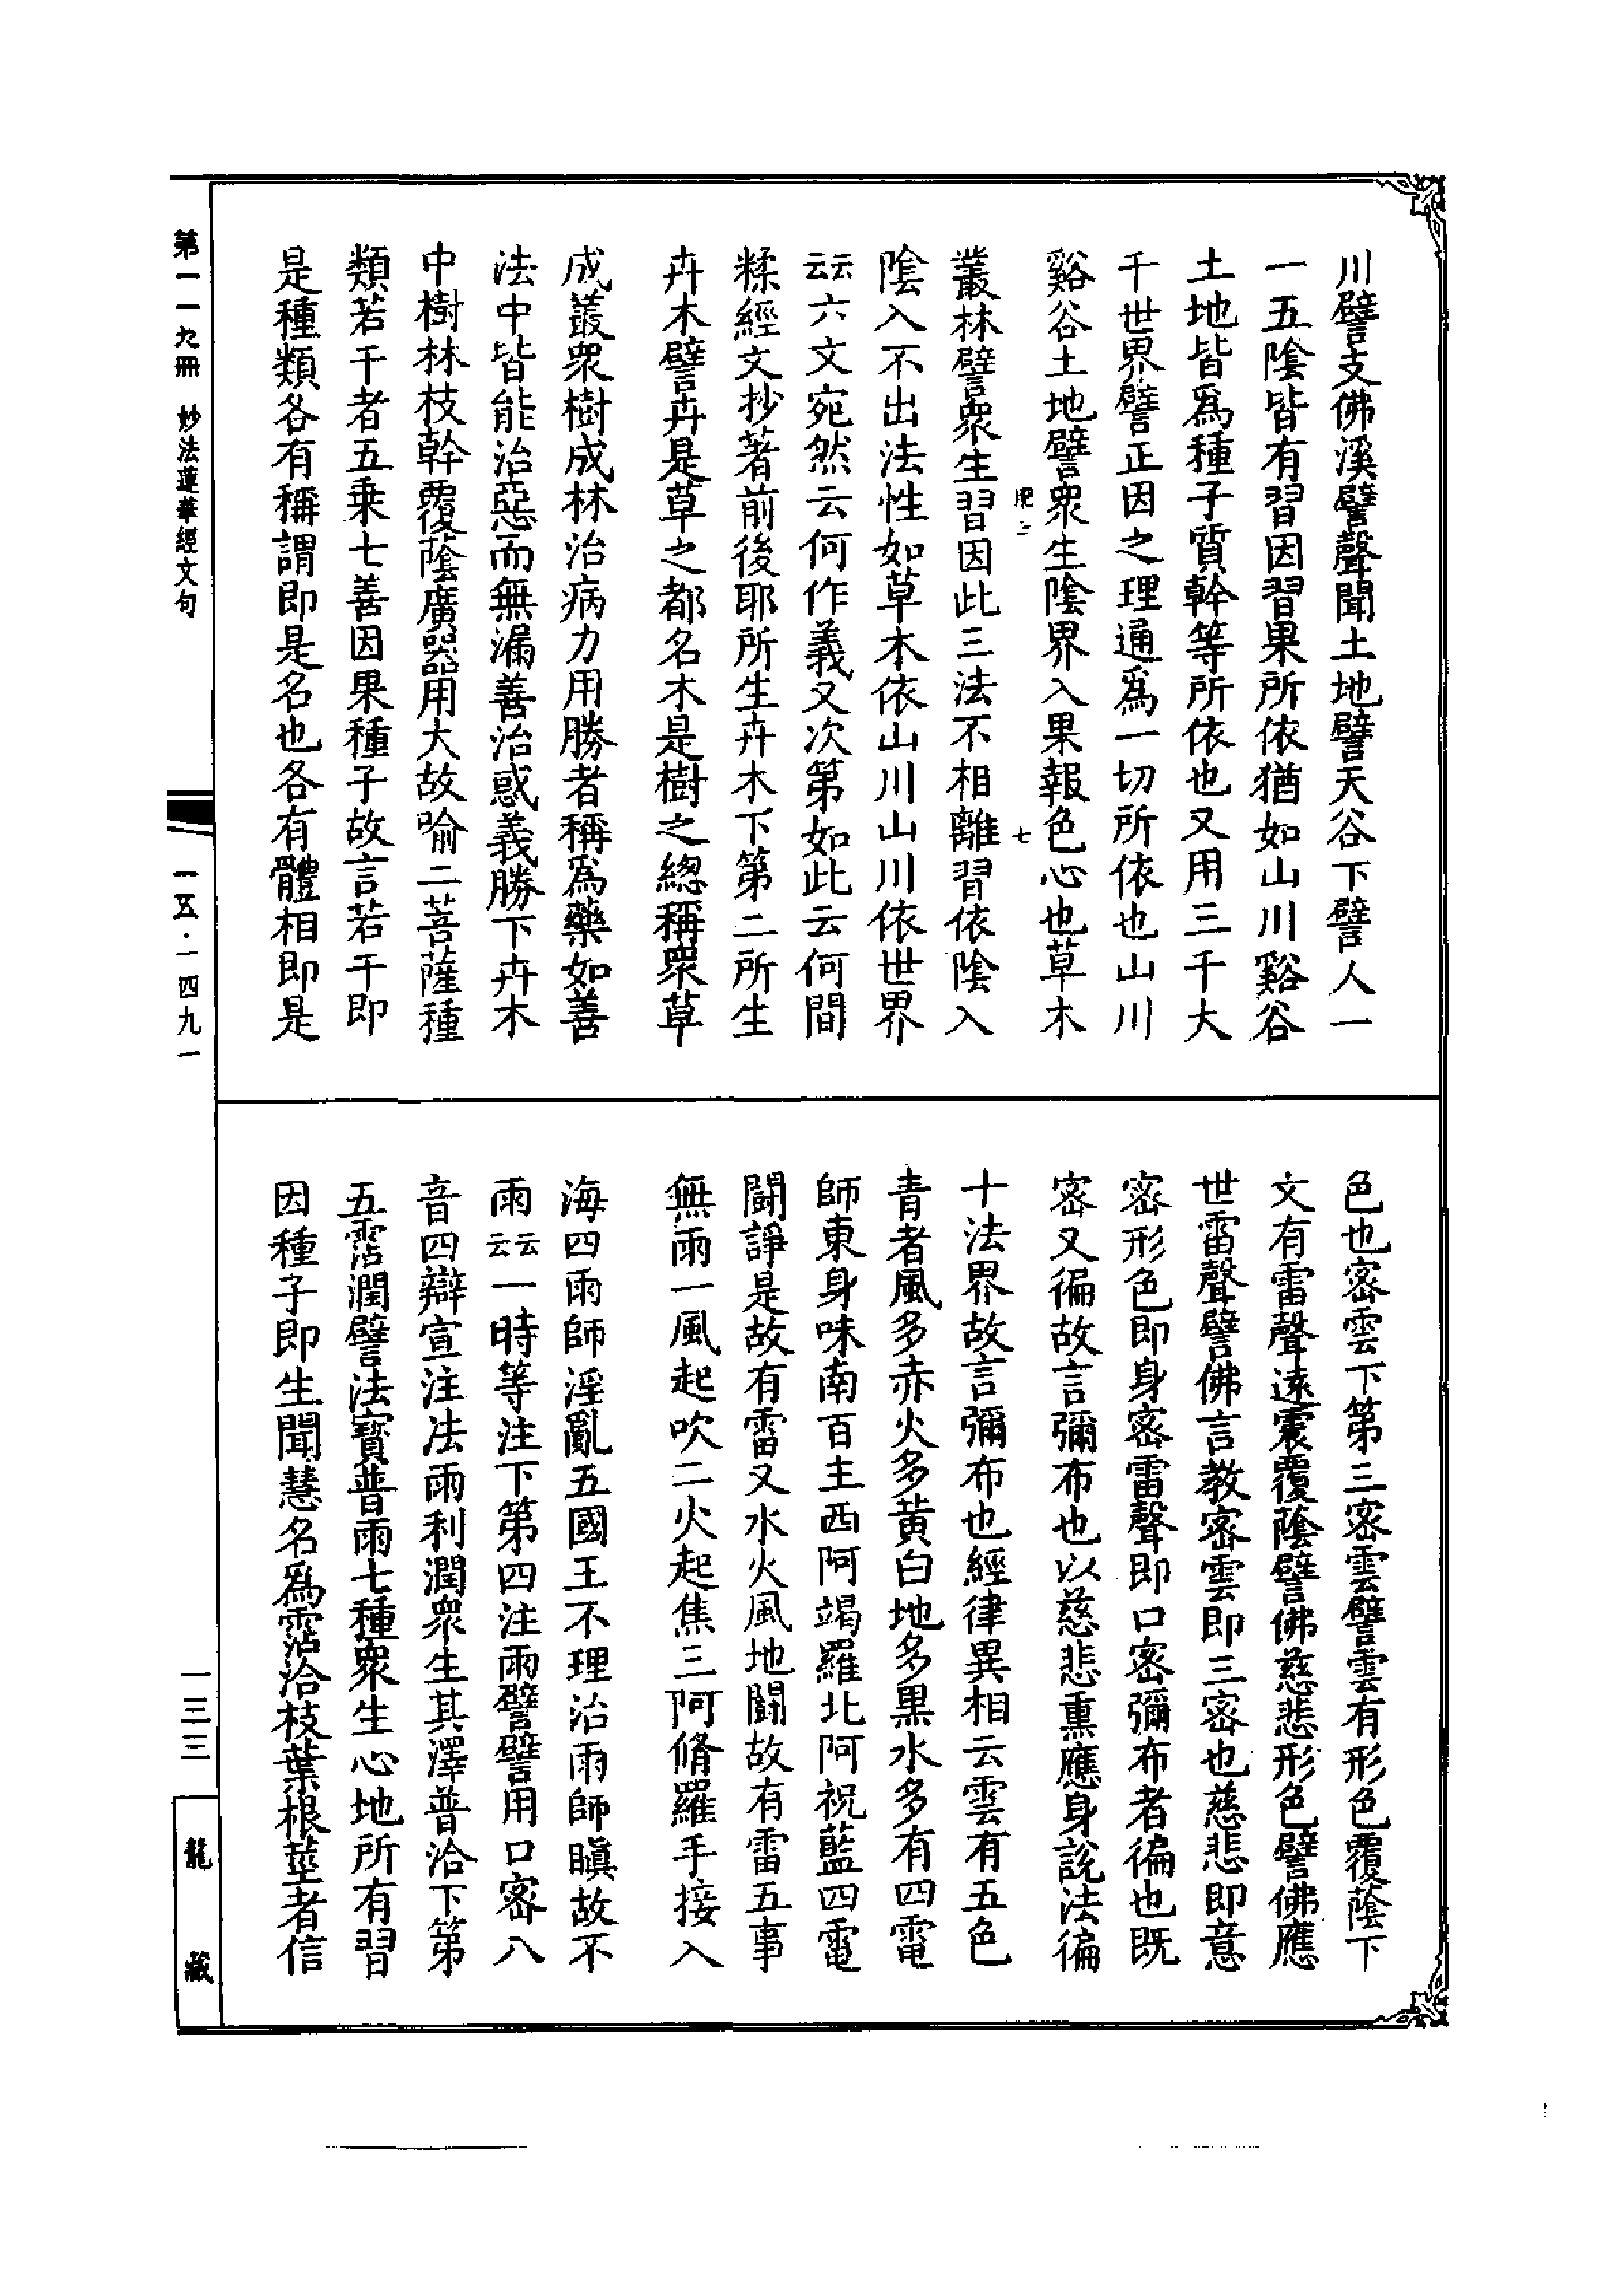 川譬支佛溪譬聲聞土地譬天谷下譬人一
一五陰皆有習因習果所依猶如山川谿谷
土地皆爲種子質幹等所依也又用三千大
千世界譬正因之理通爲一切所依也山川
谿谷土地譬衆生陰界入果報色心也草木
叢林譬衆生習因此三法不相離習依陰入
陰入不出法性如草木依山川山川依世界
云云六文宛然云何作義又次第如此云何間
糅經文抄著前後耶所生卉木下第二所生
卉木譬卉是草之都名木是樹之總稱衆草
成叢衆樹成林治病力用勝者稱爲藥如善
法中皆能治惡而無漏善治惑義勝下卉木
中樹林枝幹覆蔭廣器用大故喻二菩薩種
類若干者五乘七善因果種子故言若干即
是種類各有稱謂即是名也各有體相即是
色也密雲下第三密雲譬雲有形色覆蔭下
文有雷聲遠震覆蔭譬佛慈悲形色譬佛應
世雷聲譬佛言教密雲即三密也慈悲即意
密形色即身密雷聲即口密彌布者徧也既
密又徧故言彌布也以慈悲熏應身說法徧
十法界故言彌布也經律異相云雲有五色
青者風多赤火多黃白地多黒水多有四電
師東身味南百主西阿竭羅北阿祝藍四電
鬪諍是故有雷又水火風地鬪故有雷五事
無雨一風起吹二火起焦三阿脩羅手接入
海四雨師淫亂五國王不理治雨師瞋故不
雨云云一時等注下第四注雨譬譬用口密八
音四辯宣注法雨利潤衆生其澤普洽下第
五霑潤譬法寳普雨七種衆生心地所有習
因種子即生聞慧名爲霑洽枝葉根莖者信
第一一九冊 妙法蓮華經文句
一五·一四九一
一三三
龍藏
肥二
七